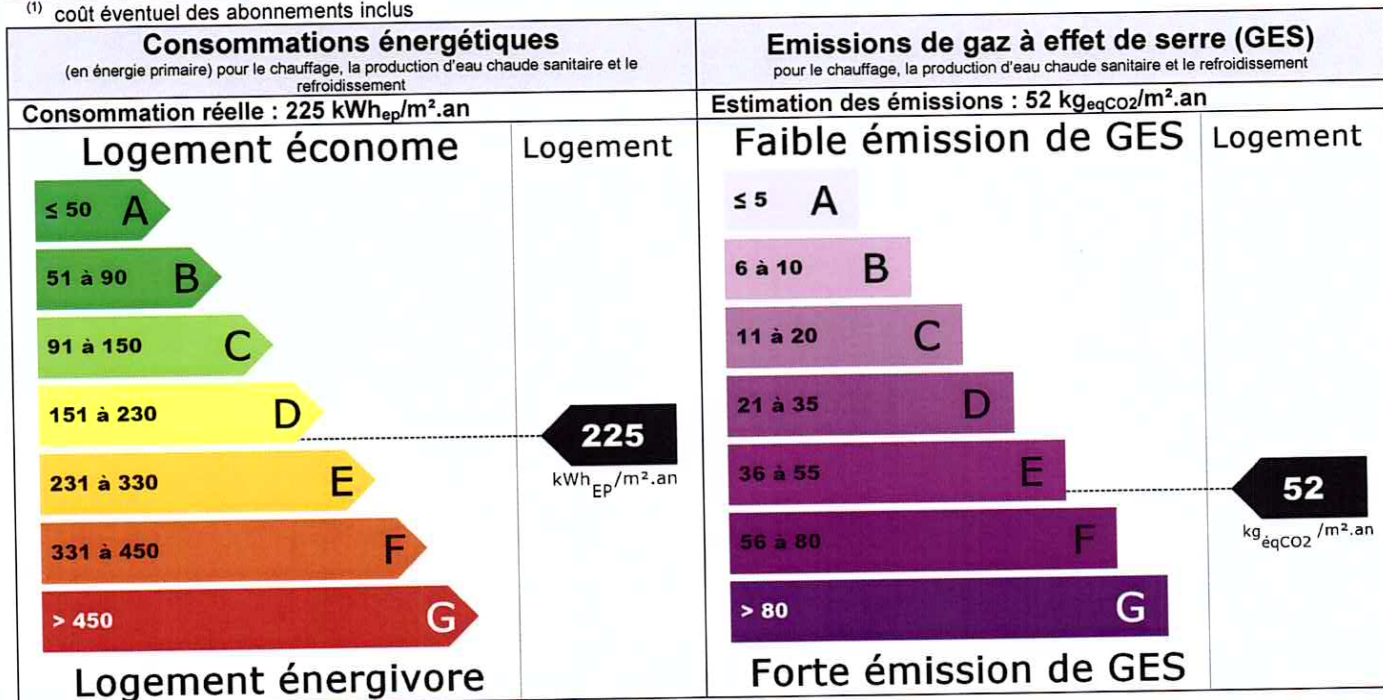 (1) coût éventuel des abonnements inclus
Consommations énergétiques
(en énergie primaire) pour le chauffage, la production d'eau chaude sanitaire et le
refroidissement
Consommation réelle : 225 kWhep/m².an
Logement économe
Logement
≤ 50 A
51 à 90 B
91 à 150 C
151 à 230 D
231 à 330 E
331 à 450 F
> 450 G
225
kWhEP/m².an
Logement énergivore
Emissions de gaz à effet de serre (GES)
pour le chauffage, la production d'eau chaude sanitaire et le refroidissement
Estimation des émissions : 52 kgeqCO2/m².an
Faible émission de GES
Logement
≤ 5 A
6 à 10 B
11 à 20 C
21 à 35 D
36 à 55 E
56 à 80 F
> 80 G
52
kgéqCO2/m².an
Forte émission de GES